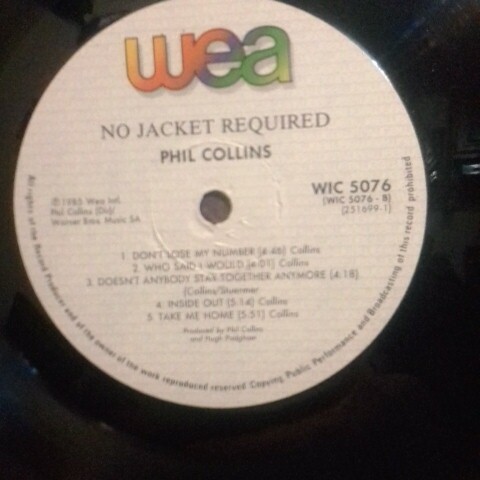 wea
NO JACKET REQUIRED
PHIL COLLINS
℗1985 Wea Int.
Phil Collins (Ltd)/
Warner Bros. Music SA
WIC 5076
(WIC 5076 - B)
(251699-1)
1. DON'T LOSE MY NUMBER (4:46) Collins
2. WHO SAID I WOULD (4:01) Collins
3. DOESN'T ANYBODY STAY TOGETHER ANYMORE (4:18)
(Collins/Stuermer
4. INSIDE OUT (5:14) Collins
5. TAKE ME HOME (5:51) Collins
Produced by Phil Collins
and Hugh Padgham
All rights of the Record Producer and of the owner of the work reproduced reserved Copying, Public Performance and Broadcasting of this record prohibited